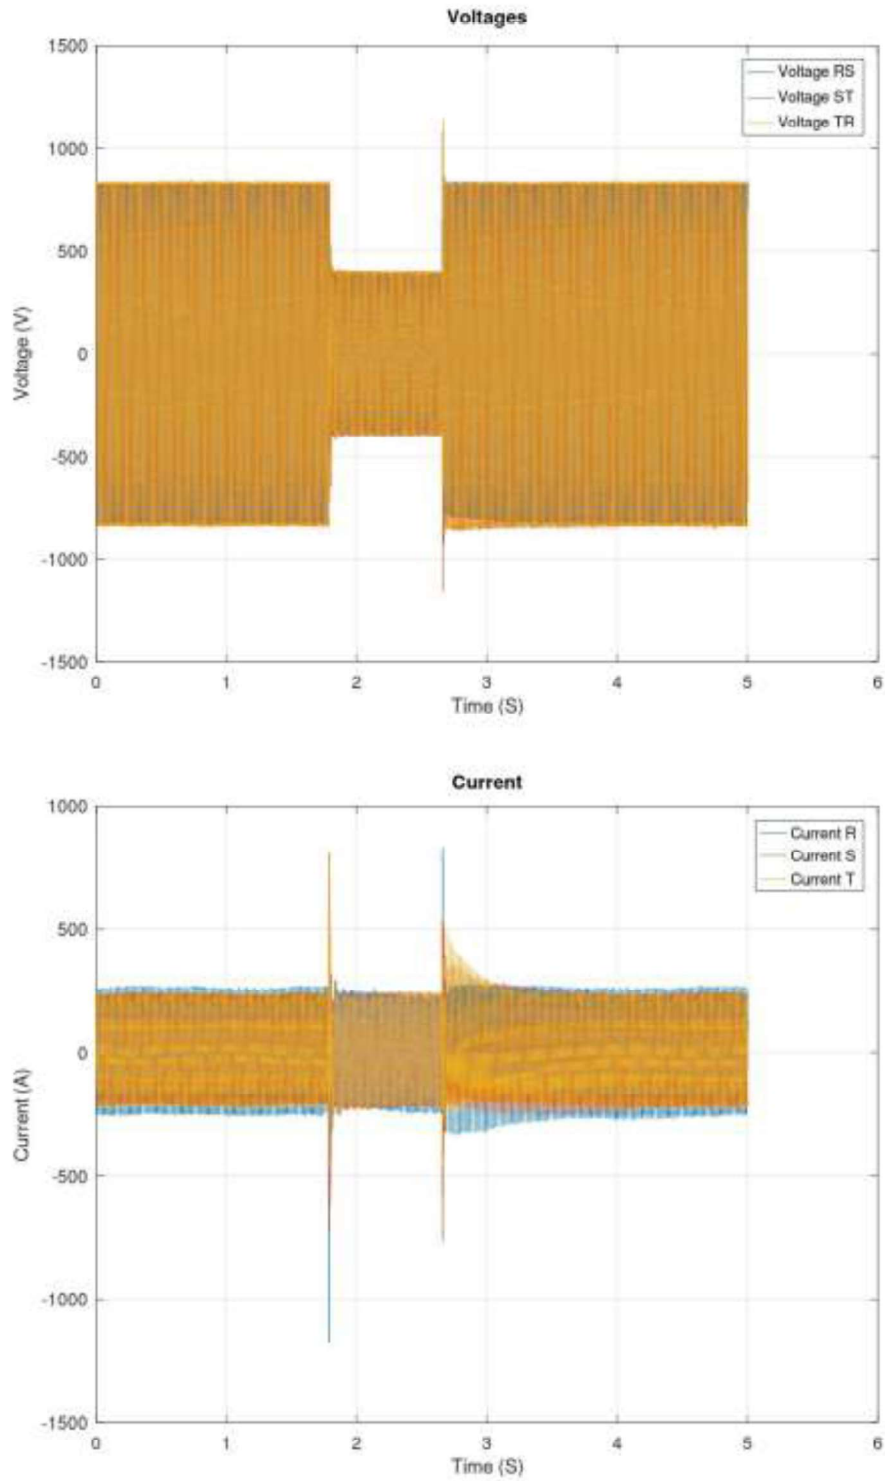 Voltages
1500
1000
500
0
-500
-1000
-1500
Voltage (V)
Voltage RS
Voltage ST
Voltage TR
0 1 2 3 4 5 6
Time (S)
Current
1000
500
0
-500
-1000
-1500
Current (A)
Current R
Current S
Current T
0 1 2 3 4 5 6
Time (S)